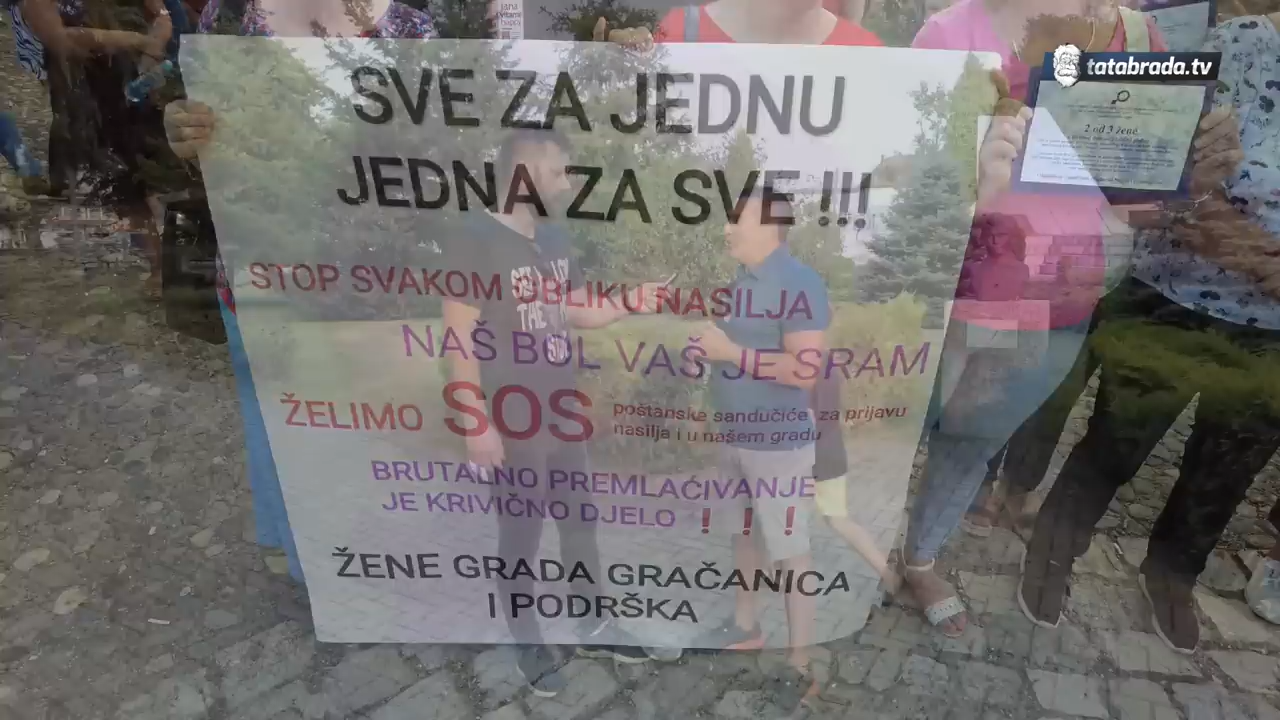 tatabrada.tv
SVE ZA JEDNU
JEDNA ZA SVE !!!
2 od 3 žene
STOP SVAKOM OBLIKU NASILJA
NAŠ BOL VAŠ JE SRAM
ŽELIMO SOS poštanske sandučiće za prijavu
nasilja i u našem gradu
BRUTALNO PREMLAĆIVANJE
JE KRIVIČNO DJELO ! ! !
ŽENE GRADA GRAČANICA
I PODRŠKA